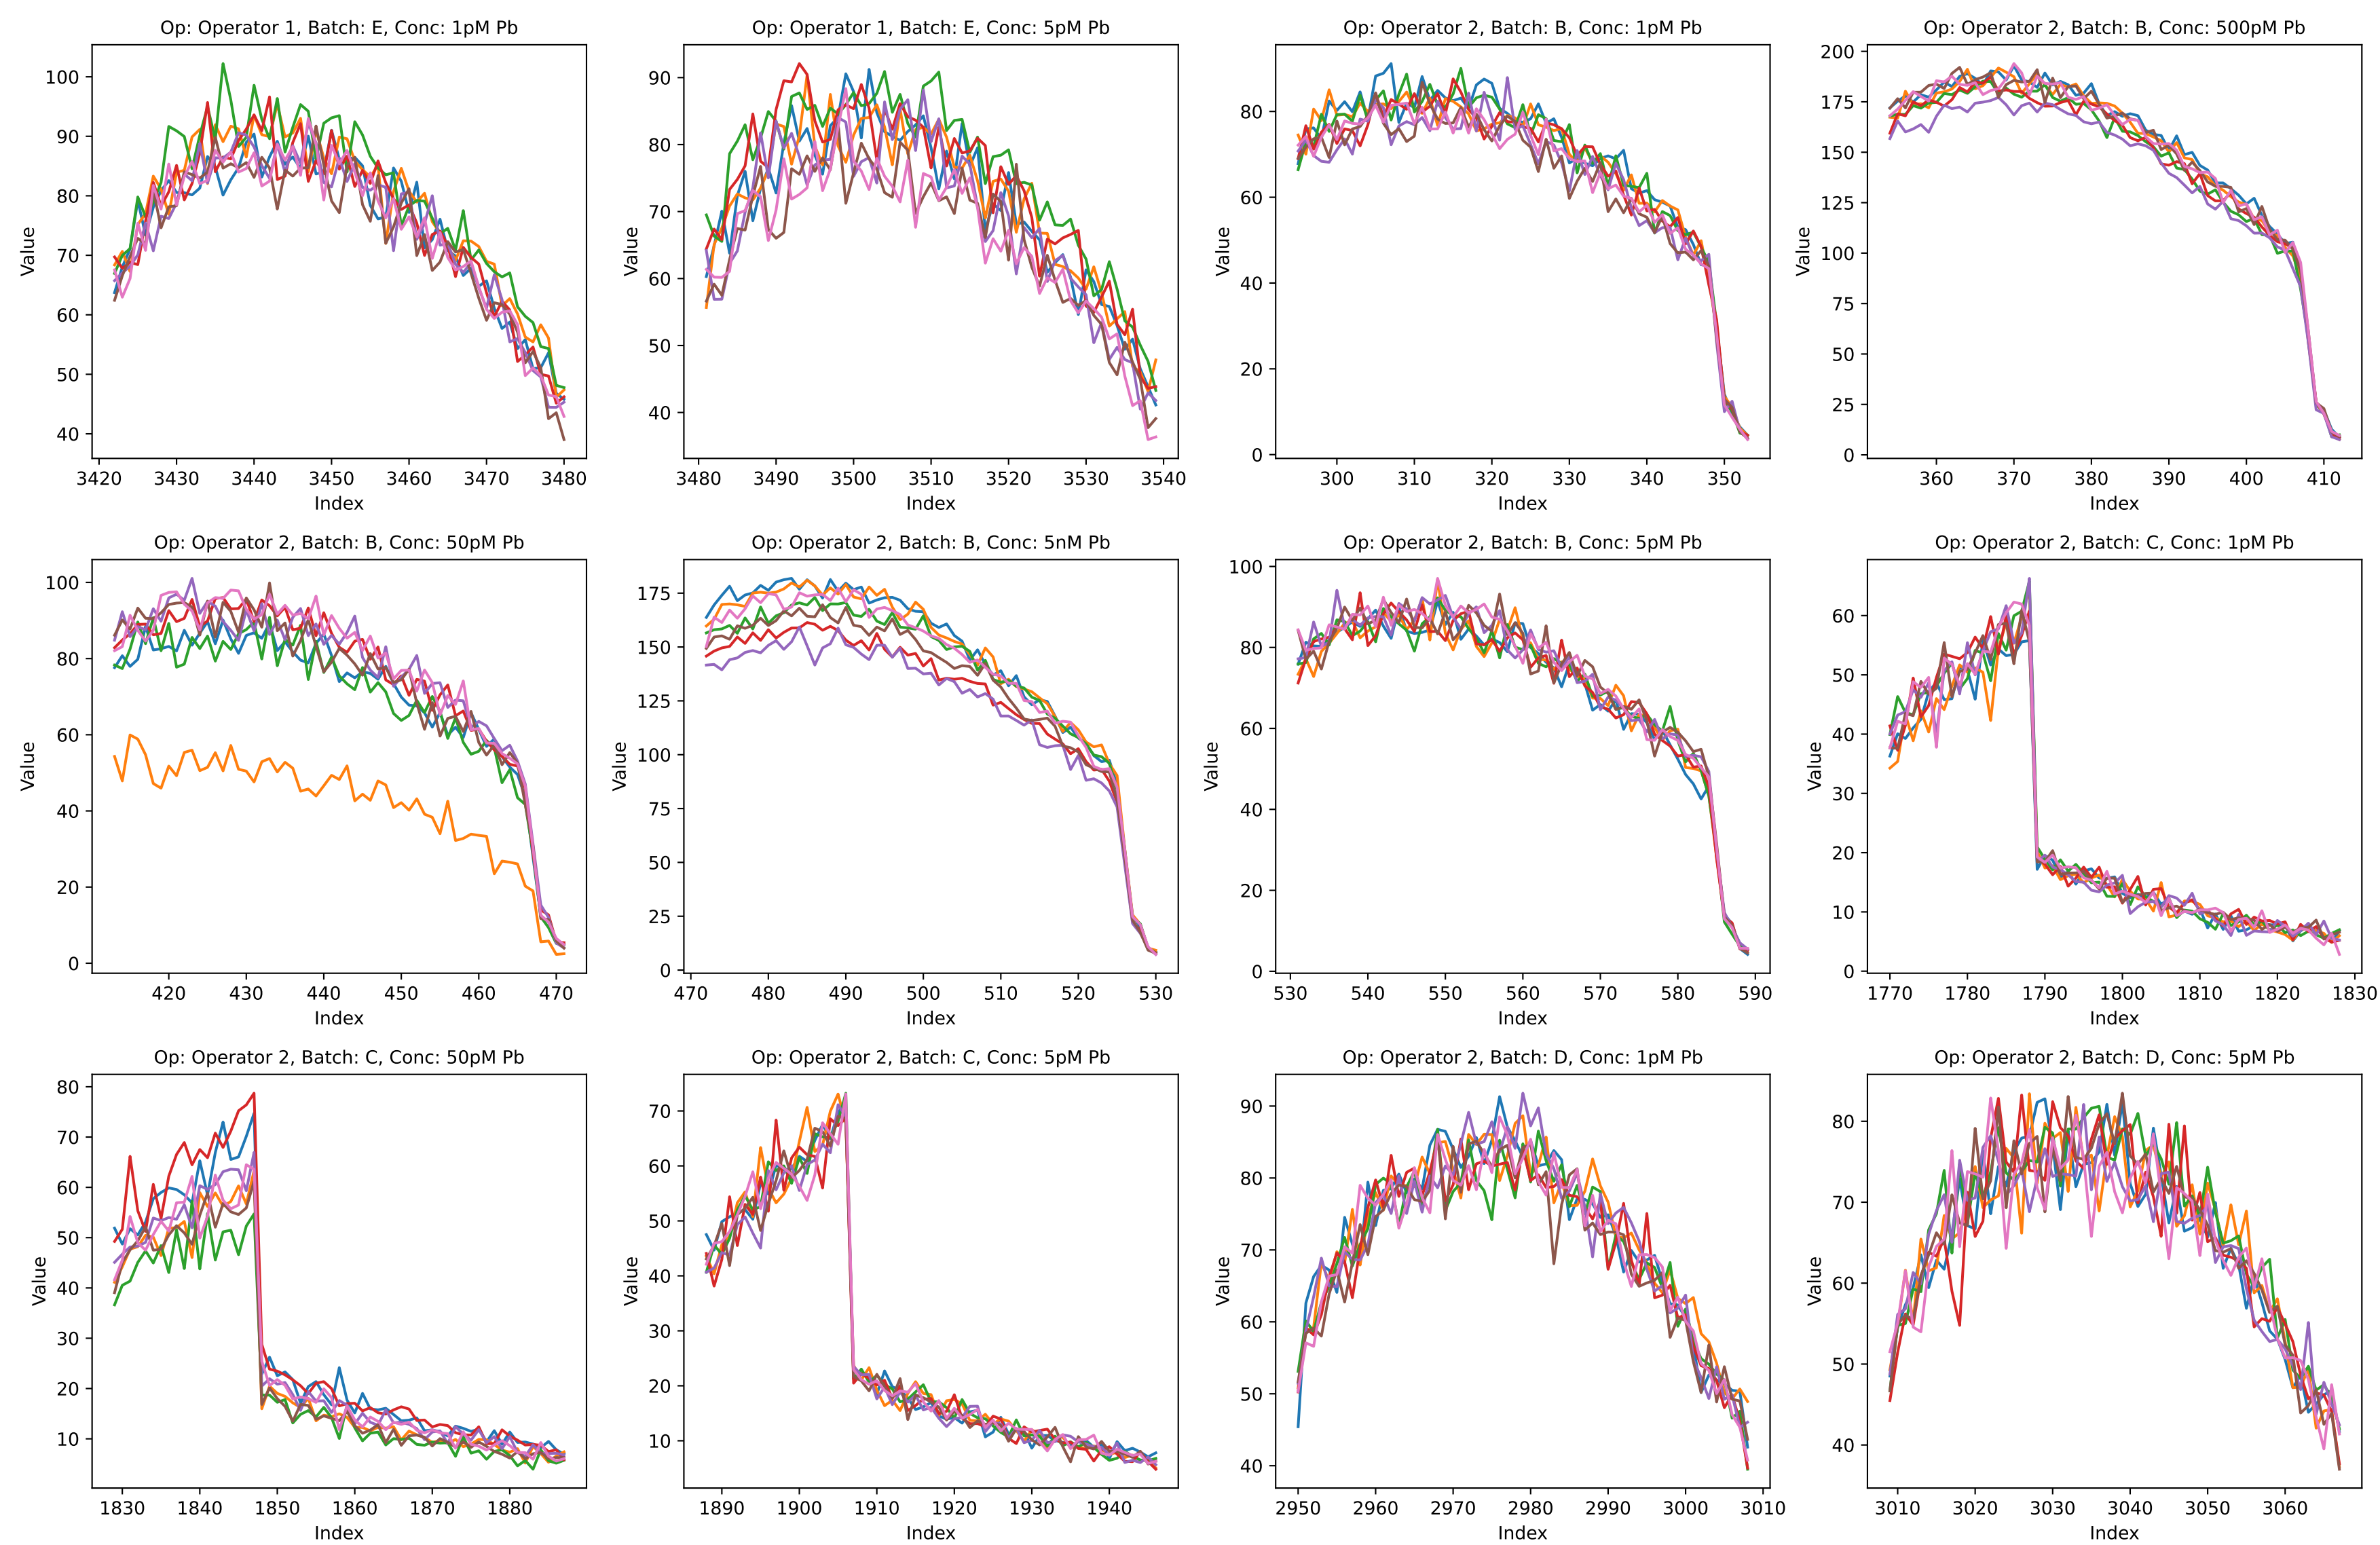 Op: Operator 1, Batch: E, Conc: 1pM Pb
Value
100
90
80
70
60
50
40
3420 3430 3440 3450 3460 3470 3480
Index
Op: Operator 1, Batch: E, Conc: 5pM Pb
Value
90
80
70
60
50
40
3480 3490 3500 3510 3520 3530 3540
Index
Op: Operator 2, Batch: B, Conc: 1pM Pb
Value
80
60
40
20
0
300 310 320 330 340 350
Index
Op: Operator 2, Batch: B, Conc: 500pM Pb
Value
200
175
150
125
100
75
50
25
0
360 370 380 390 400 410
Index
Op: Operator 2, Batch: B, Conc: 50pM Pb
Value
100
80
60
40
20
0
420 430 440 450 460 470
Index
Op: Operator 2, Batch: B, Conc: 5nM Pb
Value
175
150
125
100
75
50
25
0
470 480 490 500 510 520 530
Index
Op: Operator 2, Batch: B, Conc: 5pM Pb
Value
100
80
60
40
20
0
530 540 550 560 570 580 590
Index
Op: Operator 2, Batch: C, Conc: 1pM Pb
Value
60
50
40
30
20
10
0
1770 1780 1790 1800 1810 1820 1830
Index
Op: Operator 2, Batch: C, Conc: 50pM Pb
Value
80
70
60
50
40
30
20
10
1830 1840 1850 1860 1870 1880
Index
Op: Operator 2, Batch: C, Conc: 5pM Pb
Value
70
60
50
40
30
20
10
1890 1900 1910 1920 1930 1940
Index
Op: Operator 2, Batch: D, Conc: 1pM Pb
Value
90
80
70
60
50
40
2950 2960 2970 2980 2990 3000 3010
Index
Op: Operator 2, Batch: D, Conc: 5pM Pb
Value
80
70
60
50
40
3010 3020 3030 3040 3050 3060
Index